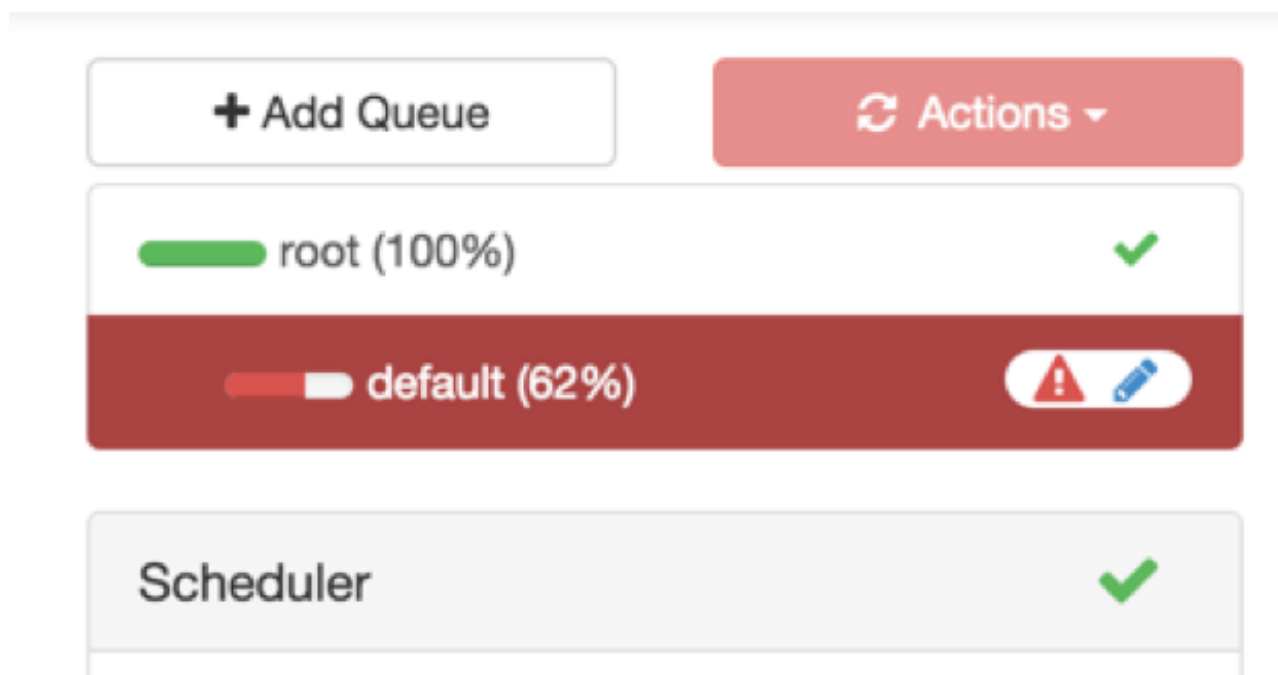 Add Queue
Actions
root (100%)
default (62%)
Scheduler